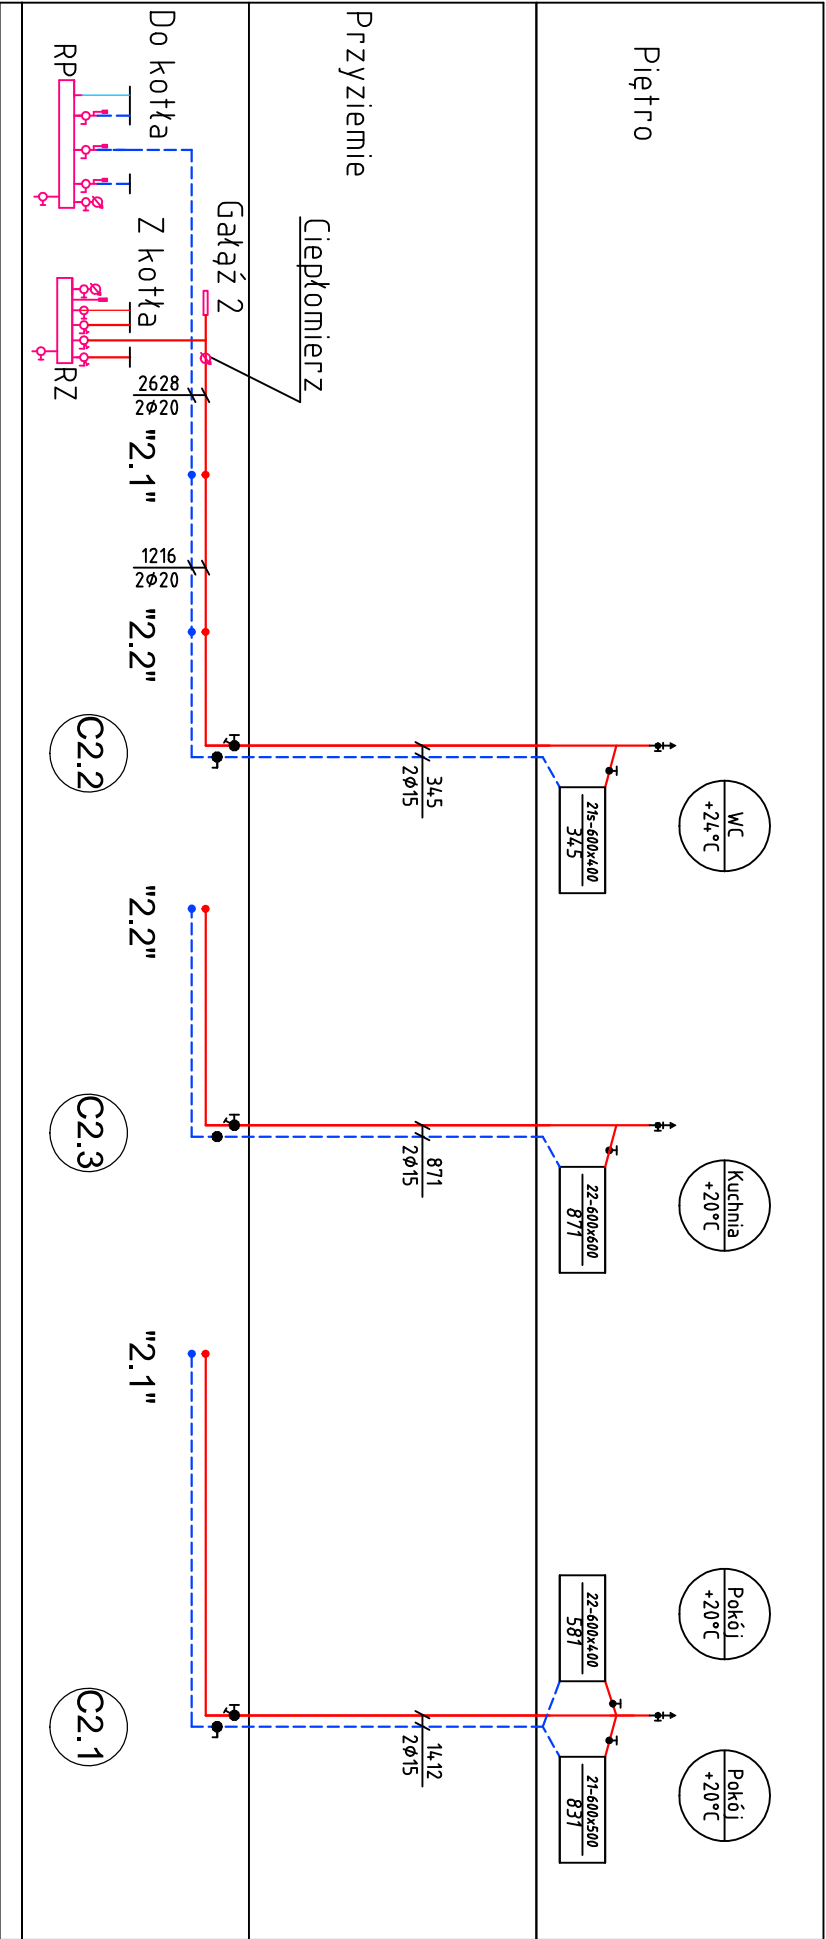 Piętro
WC
+24°C
Kuchnia
+20°C
Pokój
+20°C
Pokój
+20°C
21s-600x400
345
22-600x600
871
22-600x400
581
21-600x500
831
Przyziemie
Ciepłomierz
345
2Ø15
871
2Ø15
1412
2Ø15
Gałąź 2
Do kotła
Z kotła
RP
RZ
2628
2Ø20
"2.1"
1216
2Ø20
"2.2"
"2.2"
"2.1"
C2.2
C2.3
C2.1